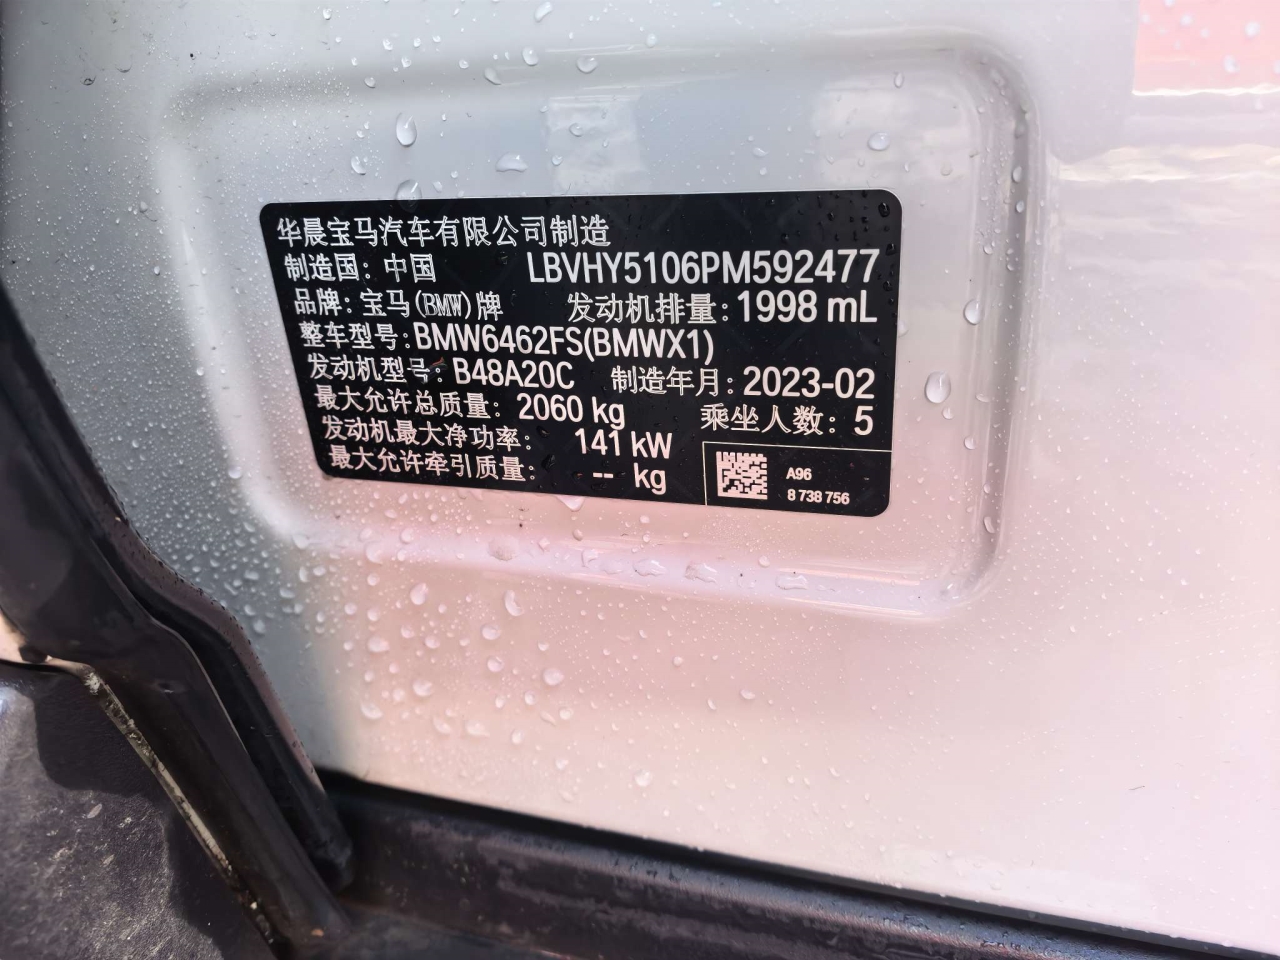 华晨宝马汽车有限公司制造
制造国：中国 LBVHY5106PM592477
品牌：宝马(BMW)牌 发动机排量：1998 mL
整车型号：BMW6462FS(BMWX1)
发动机型号：B48A20C 制造年月：2023-02
最大允许总质量：2060 kg 乘坐人数：5
发动机最大净功率： 141 kW
最大允许牵引质量： -- kg
A96
8 738 756